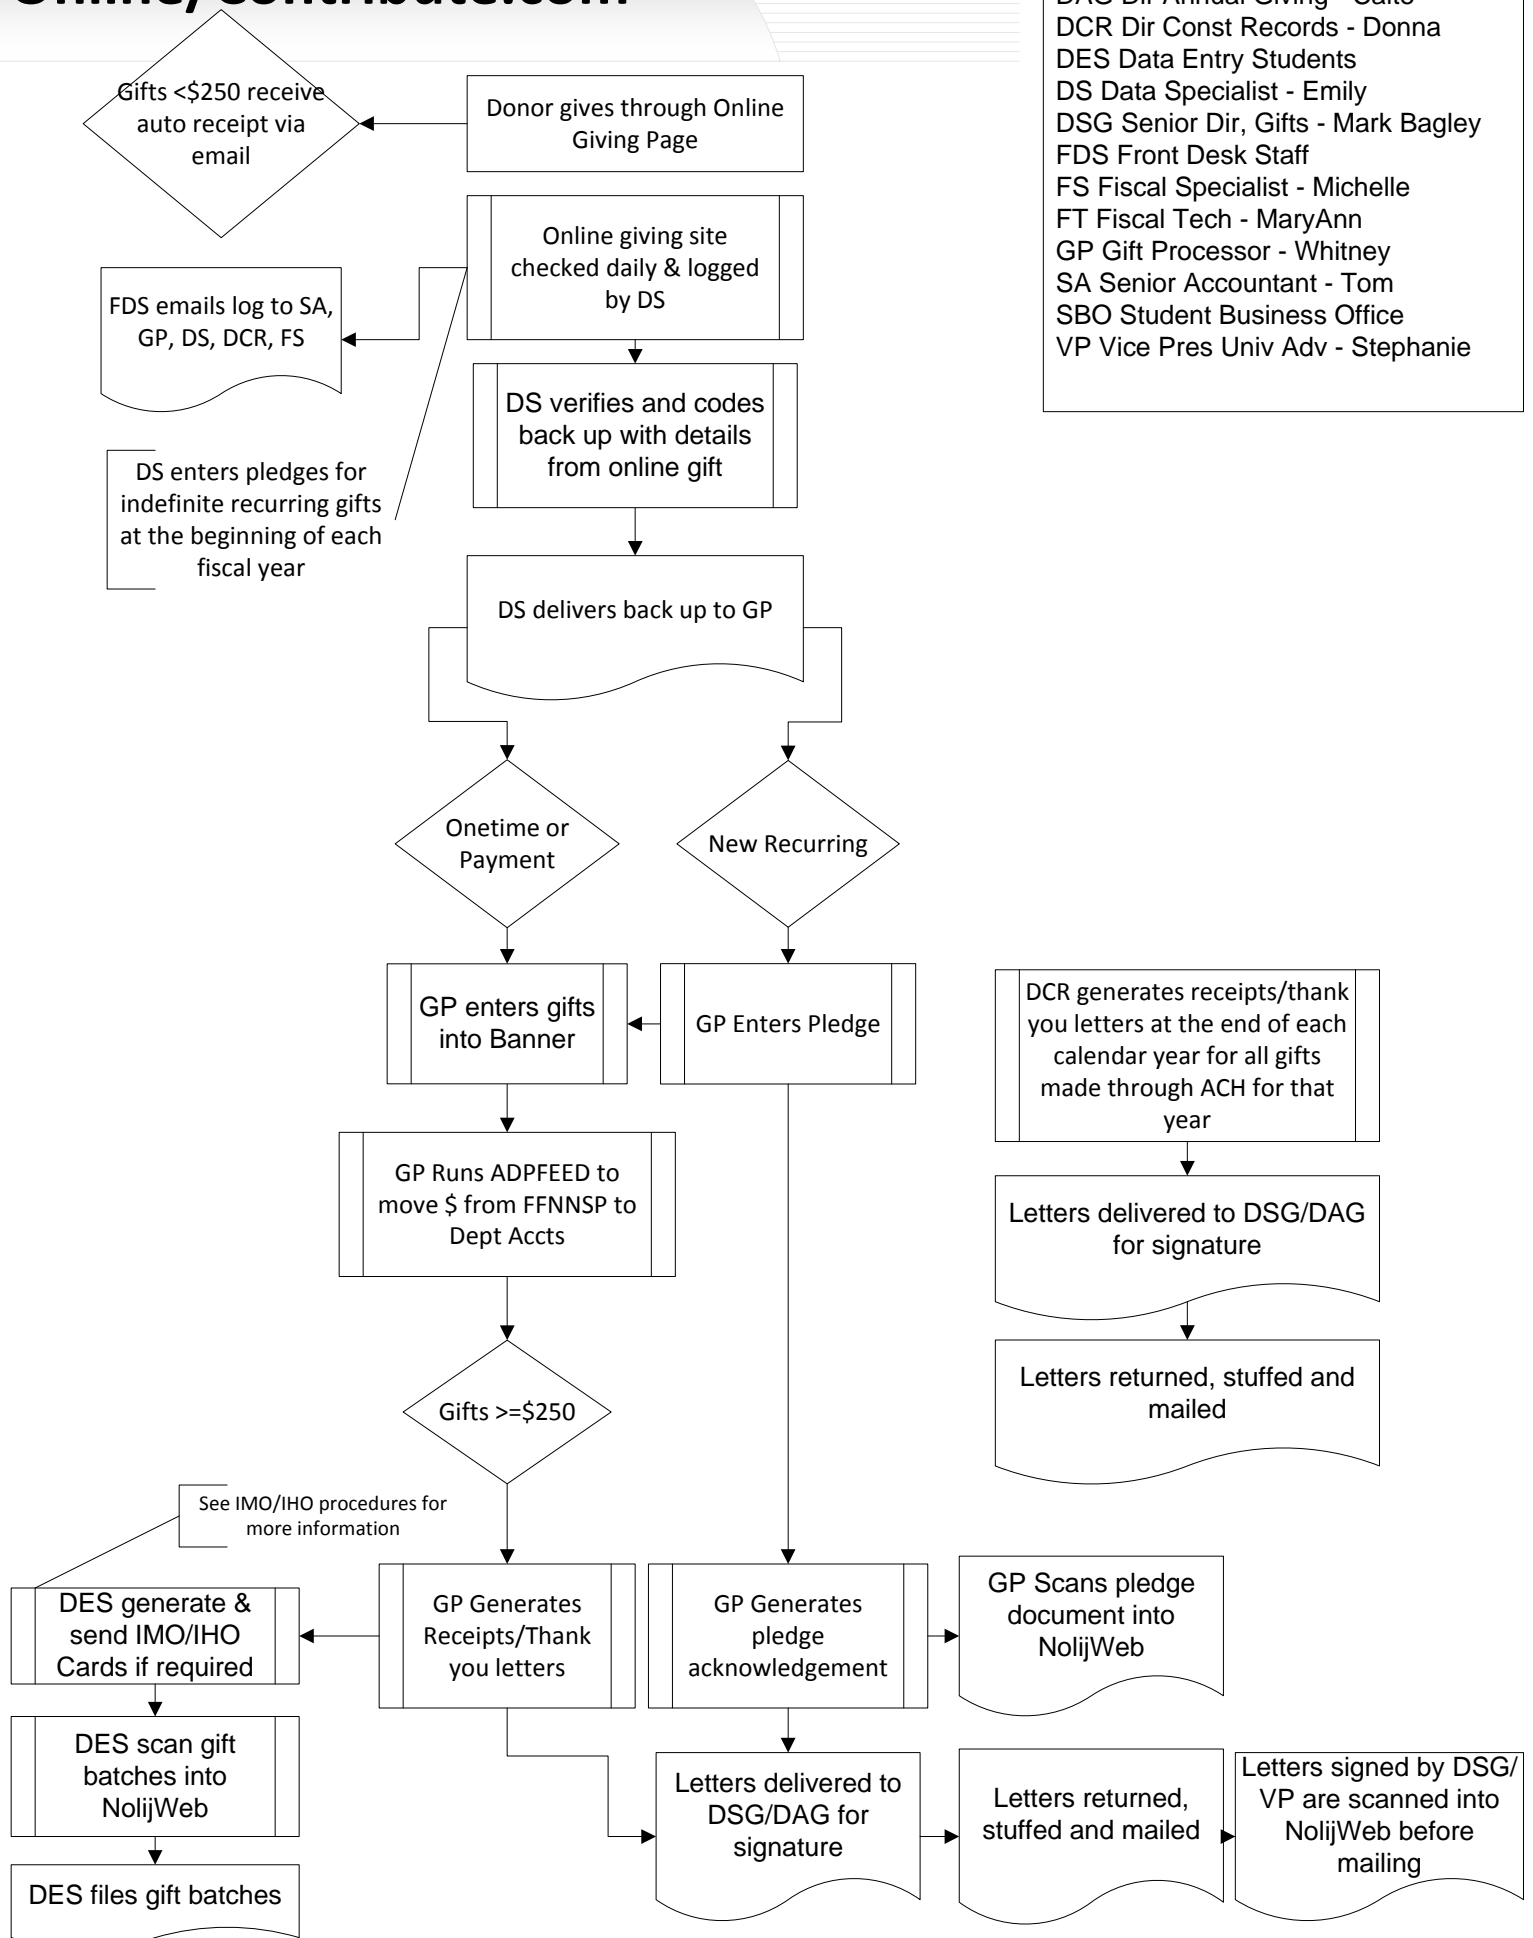 Online/Contribute.com
DAG Dir Annual Giving - Saito
DCR Dir Const Records - Donna
DES Data Entry Students
DS Data Specialist - Emily
DSG Senior Dir, Gifts - Mark Bagley
FDS Front Desk Staff
FS Fiscal Specialist - Michelle
FT Fiscal Tech - MaryAnn
GP Gift Processor - Whitney
SA Senior Accountant - Tom
SBO Student Business Office
VP Vice Pres Univ Adv - Stephanie
Gifts <$250 receive
auto receipt via
email
Donor gives through Online
Giving Page
Online giving site
checked daily & logged
by DS
FDS emails log to SA,
GP, DS, DCR, FS
DS verifies and codes
back up with details
from online gift
DS enters pledges for
indefinite recurring gifts
at the beginning of each
fiscal year
DS delivers back up to GP
Onetime or
Payment
New Recurring
GP enters gifts
into Banner
GP Enters Pledge
DCR generates receipts/thank
you letters at the end of each
calendar year for all gifts
made through ACH for that
year
GP Runs ADPFEED to
move $ from FFNNSP to
Dept Accts
Letters delivered to DSG/DAG
for signature
Letters returned, stuffed and
mailed
Gifts >=$250
See IMO/IHO procedures for
more information
DES generate &
send IMO/IHO
Cards if required
GP Generates
Receipts/Thank
you letters
GP Generates
pledge
acknowledgement
GP Scans pledge
document into
NolijWeb
DES scan gift
batches into
NolijWeb
Letters delivered to
DSG/DAG for
signature
Letters returned,
stuffed and mailed
Letters signed by DSG/
VP are scanned into
NolijWeb before
mailing
DES files gift batches